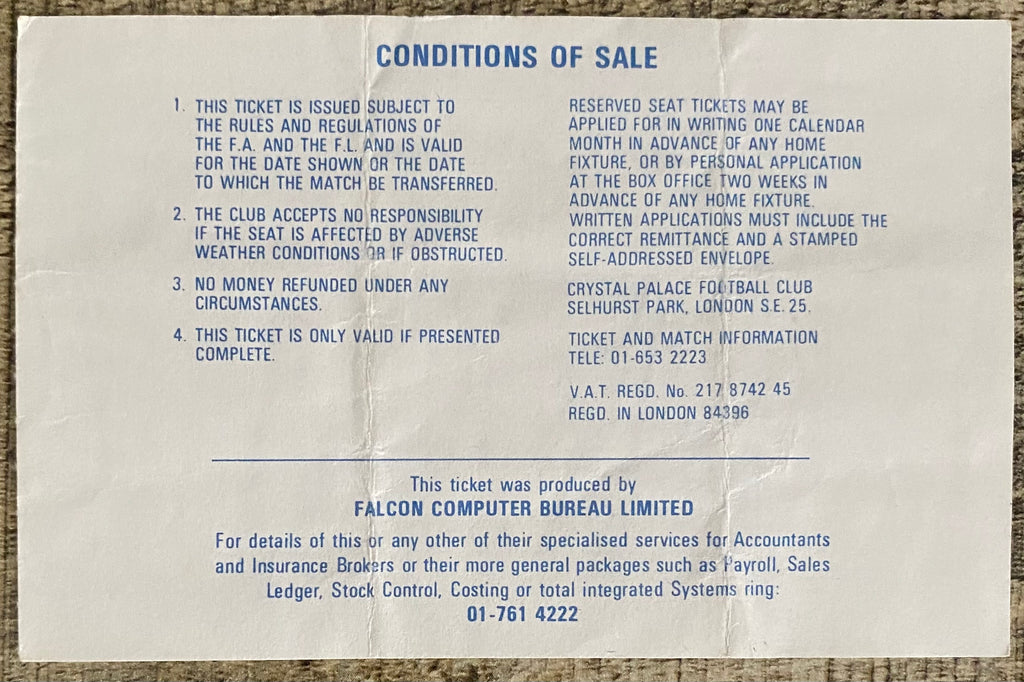 CONDITIONS OF SALE
1. THIS TICKET IS ISSUED SUBJECT TO
THE RULES AND REGULATIONS OF
THE F.A. AND THE F.L. AND IS VALID
FOR THE DATE SHOWN OR THE DATE
TO WHICH THE MATCH BE TRANSFERRED.
2. THE CLUB ACCEPTS NO RESPONSIBILITY
IF THE SEAT IS AFFECTED BY ADVERSE
WEATHER CONDITIONS OR IF OBSTRUCTED.
3. NO MONEY REFUNDED UNDER ANY
CIRCUMSTANCES.
4. THIS TICKET IS ONLY VALID IF PRESENTED
COMPLETE.
RESERVED SEAT TICKETS MAY BE
APPLIED FOR IN WRITING ONE CALENDAR
MONTH IN ADVANCE OF ANY HOME
FIXTURE, OR BY PERSONAL APPLICATION
AT THE BOX OFFICE TWO WEEKS IN
ADVANCE OF ANY HOME FIXTURE.
WRITTEN APPLICATIONS MUST INCLUDE THE
CORRECT REMITTANCE AND A STAMPED
SELF-ADDRESSED ENVELOPE.
CRYSTAL PALACE FOOTBALL CLUB
SELHURST PARK, LONDON S.E. 25.
TICKET AND MATCH INFORMATION
TELE: 01-653 2223
V.A.T. REGD. No. 217 8742 45
REGD. IN LONDON 84396
This ticket was produced by
FALCON COMPUTER BUREAU LIMITED
For details of this or any other of their specialised services for Accountants
and Insurance Brokers or their more general packages such as Payroll, Sales
Ledger, Stock Control, Costing or total integrated Systems ring:
01-761 4222